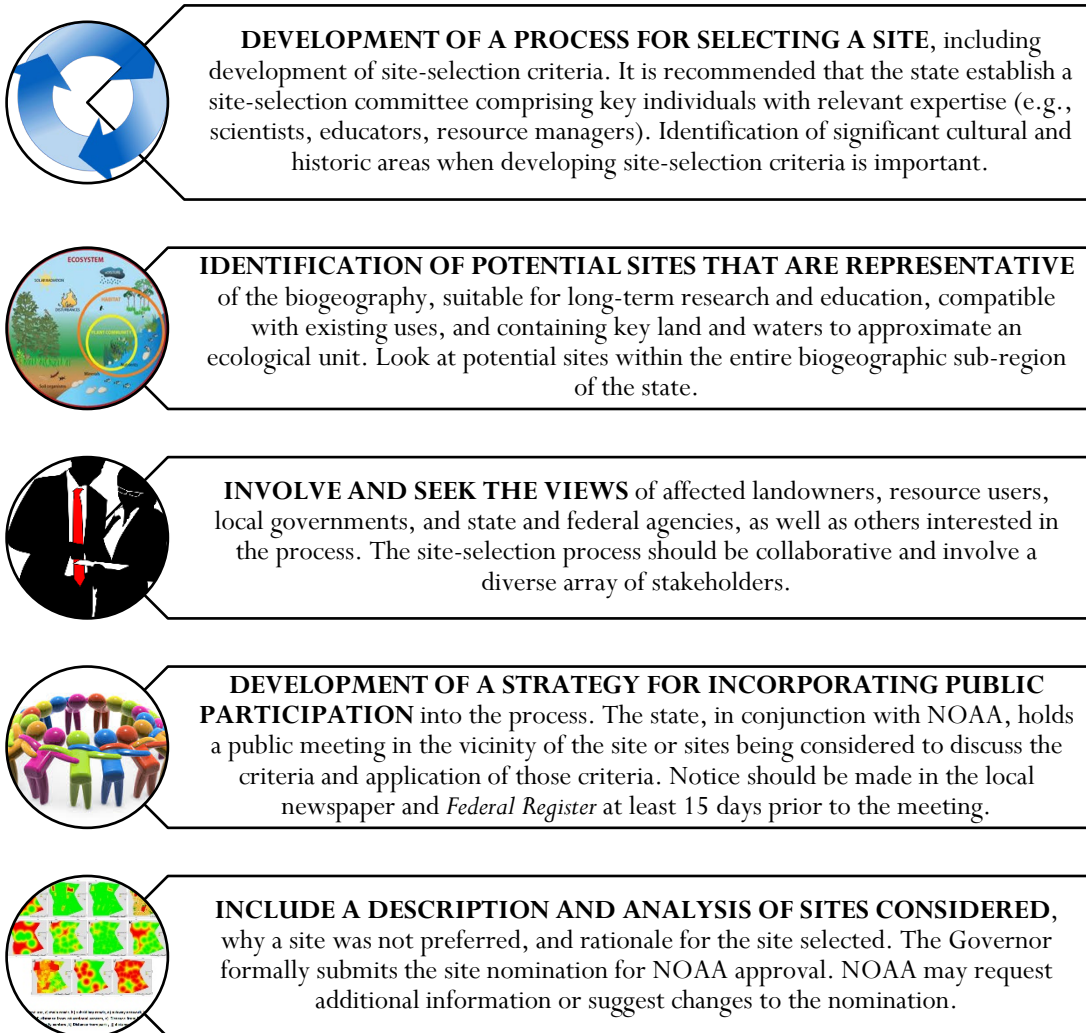 DEVELOPMENT OF A PROCESS FOR SELECTING A SITE, including
development of site-selection criteria. It is recommended that the state establish a
site-selection committee comprising key individuals with relevant expertise (e.g.,
scientists, educators, resource managers). Identification of significant cultural and
historic areas when developing site-selection criteria is important.
ECOSYSTEM
HABITAT
DISTURBANCES
PLANT COMMUNITY
Soil organisms
IDENTIFICATION OF POTENTIAL SITES THAT ARE REPRESENTATIVE
of the biogeography, suitable for long-term research and education, compatible
with existing uses, and containing key land and waters to approximate an
ecological unit. Look at potential sites within the entire biogeographic sub-region
of the state.
INVOLVE AND SEEK THE VIEWS of affected landowners, resource users,
local governments, and state and federal agencies, as well as others interested in
the process. The site-selection process should be collaborative and involve a
diverse array of stakeholders.
DEVELOPMENT OF A STRATEGY FOR INCORPORATING PUBLIC
PARTICIPATION into the process. The state, in conjunction with NOAA, holds
a public meeting in the vicinity of the site or sites being considered to discuss the
criteria and application of those criteria. Notice should be made in the local
newspaper and Federal Register at least 15 days prior to the meeting.
INCLUDE A DESCRIPTION AND ANALYSIS OF SITES CONSIDERED,
why a site was not preferred, and rationale for the site selected. The Governor
formally submits the site nomination for NOAA approval. NOAA may request
additional information or suggest changes to the nomination.